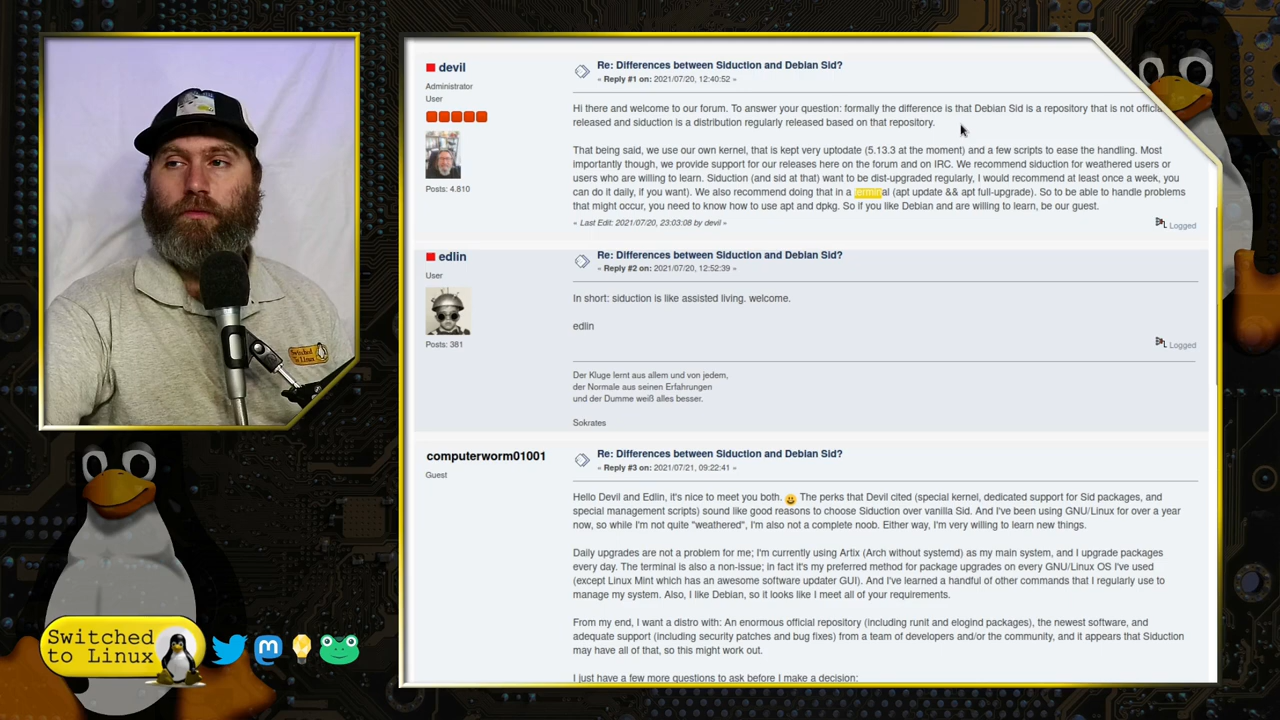 devil
Administrator
User
Posts: 4.810
Re: Differences between Siduction and Debian Sid?
« Reply #1 on: 2021/07/20, 12:40:52 »
Hi there and welcome to our forum. To answer your question: formally the difference is that Debian Sid is a repository that is not
released and siduction is a distribution regularly released based on that repository.
That being said, we use our own kernel, that is kept very uptodate (5.13.3 at the moment) and a few scripts to ease the handling. Most
importantly though, we provide support for our releases here on the forum and on IRC. We recommend siduction for weathered users or
users who are willing to learn. Siduction (and sid at that) want to be dist-upgraded regularly, I would recommend at least once a week, you
can do it daily, if you want). We also recommend doing that in a terminal (apt update && apt full-upgrade). So to be able to handle problems
that might occur, you need to know how to use apt and dpkg. So if you like Debian and are willing to learn, be our guest.
« Last Edit: 2021/07/20, 23:03:08 by devil »
Logged
edlin
User
Posts: 381
Re: Differences between Siduction and Debian Sid?
« Reply #2 on: 2021/07/20, 12:52:39 »
In short: siduction is like assisted living. welcome.
edlin
Logged
Der Kluge lernt aus allem und von jedem,
der Normale aus seinen Erfahrungen
und der Dumme weiß alles besser.
Sokrates
computerworm01001
Guest
Re: Differences between Siduction and Debian Sid?
« Reply #3 on: 2021/07/21, 09:22:41 »
Hello Devil and Edlin, it's nice to meet you both. The perks that Devil cited (special kernel, dedicated support for Sid packages, and
special management scripts) sound like good reasons to choose Siduction over vanilla Sid. And I've been using GNU/Linux for over a year
now, so while I'm not quite "weathered", I'm also not a complete noob. Either way, I'm very willing to learn new things.
Daily upgrades are not a problem for me; I'm currently using Artix (Arch without systemd) as my main system, and I upgrade packages
every day. The terminal is also a non-issue; in fact it's my preferred method for package upgrades on every GNU/Linux OS I've used
(except Linux Mint which has an awesome software updater GUI). And I've learned a handful of other commands that I regularly use to
manage my system. Also, I like Debian, so it looks like I meet all of your requirements.
From my end, I want a distro with: An enormous official repository (including runit and elogind packages), the newest software, and
adequate support (including security patches and bug fixes) from a team of developers and/or the community, and it appears that Siduction
may have all of that, so this might work out.
I just have a few more questions to ask before I make a decision:
Switched
to Linux
Switched
to Linux